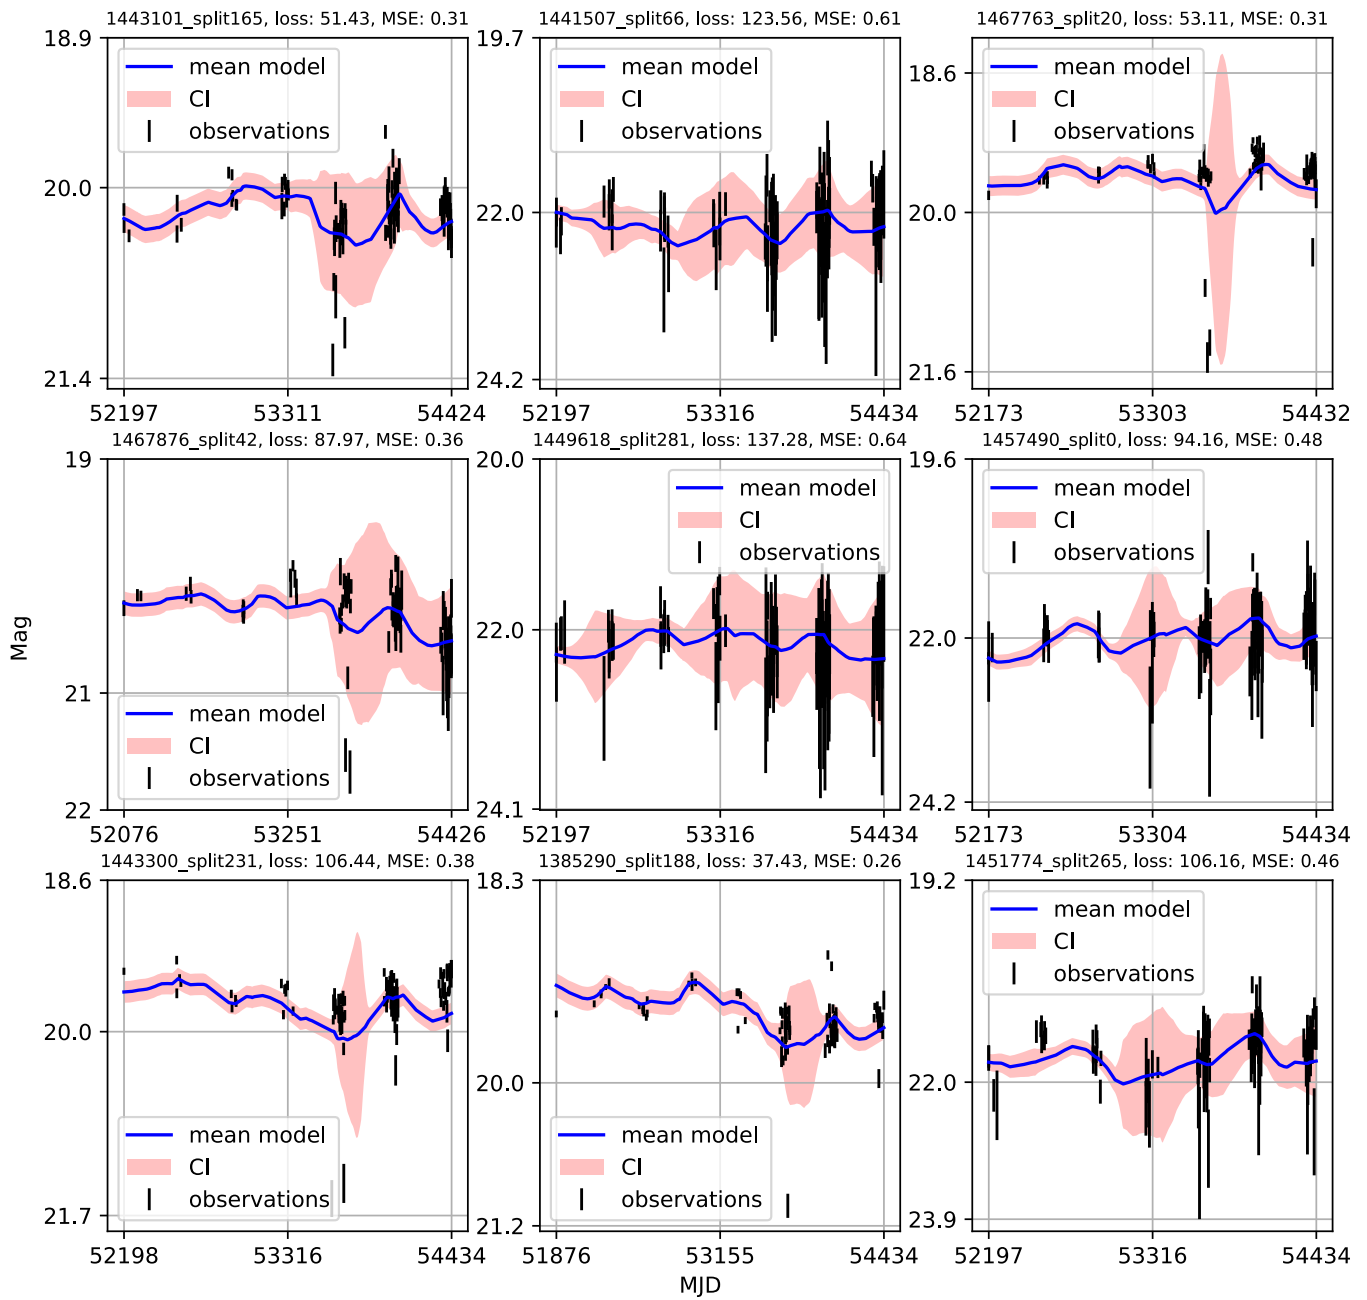 1443101_split165, loss: 51.43, MSE: 0.31
18.9
20.0
21.4
mean model
CI
observations
52197
53311
54424
1441507_split66, loss: 123.56, MSE: 0.61
19.7
22.0
24.2
mean model
CI
observations
52197
53316
54434
1467763_split20, loss: 53.11, MSE: 0.31
18.6
20.0
21.6
mean model
CI
observations
52173
53303
54432
Mag
1467876_split42, loss: 87.97, MSE: 0.36
19
21
22
mean model
CI
observations
52076
53251
54426
1449618_split281, loss: 137.28, MSE: 0.64
20.0
22.0
24.1
mean model
CI
observations
52197
53316
54434
1457490_split0, loss: 94.16, MSE: 0.48
19.6
22.0
24.2
mean model
CI
observations
52173
53304
54434
1443300_split231, loss: 106.44, MSE: 0.38
18.6
20.0
21.7
mean model
CI
observations
52198
53316
54434
1385290_split188, loss: 37.43, MSE: 0.26
18.3
20.0
21.2
mean model
CI
observations
51876
53155
54434
1451774_split265, loss: 106.16, MSE: 0.46
19.2
22.0
23.9
mean model
CI
observations
52197
53316
54434
MJD